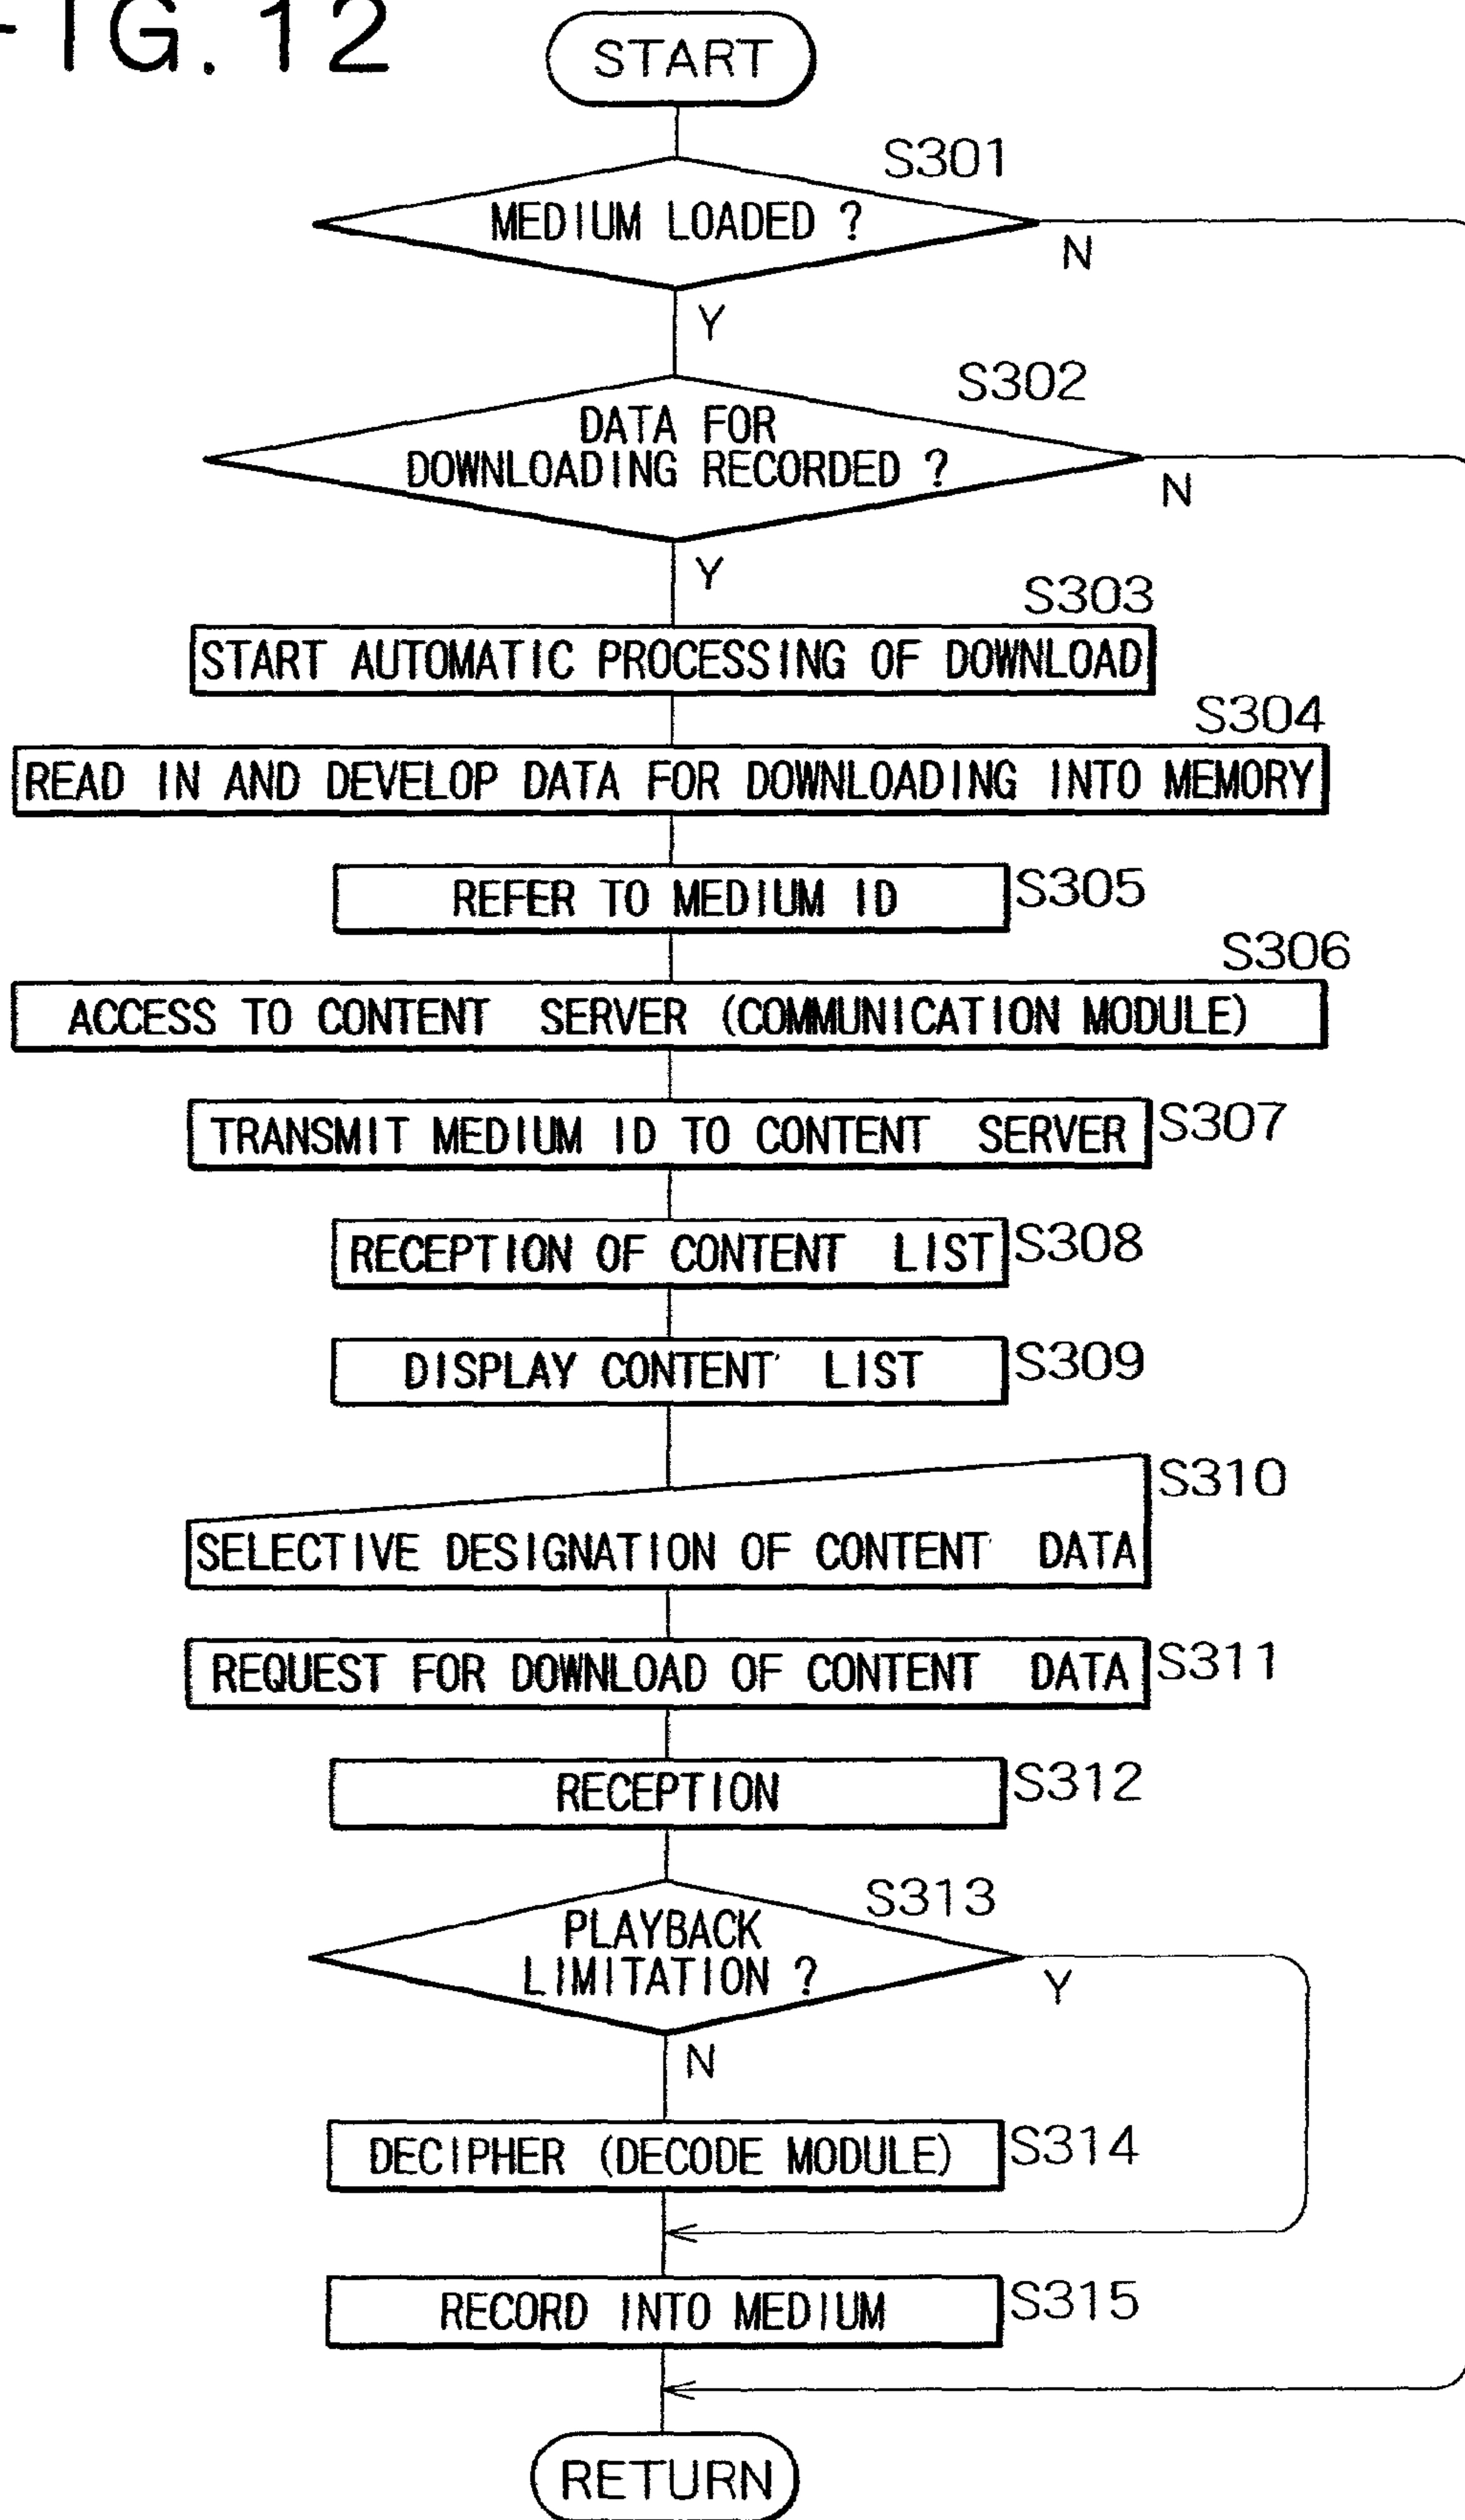 FIG. 12
START
S301
MEDIUM LOADED ?
N
Y
S302
DATA FOR
DOWNLOADING RECORDED ?
N
Y
S303
START AUTOMATIC PROCESSING OF DOWNLOAD
S304
READ IN AND DEVELOP DATA FOR DOWNLOADING INTO MEMORY
REFER TO MEDIUM ID S305
S306
ACCESS TO CONTENT SERVER (COMMUNICATION MODULE)
TRANSMIT MEDIUM ID TO CONTENT SERVER S307
RECEPTION OF CONTENT LIST S308
DISPLAY CONTENT LIST S309
S310
SELECTIVE DESIGNATION OF CONTENT DATA
REQUEST FOR DOWNLOAD OF CONTENT DATA S311
RECEPTION S312
S313
PLAYBACK
LIMITATION ?
Y
N
DECIPHER (DECODE MODULE) S314
RECORD INTO MEDIUM S315
RETURN